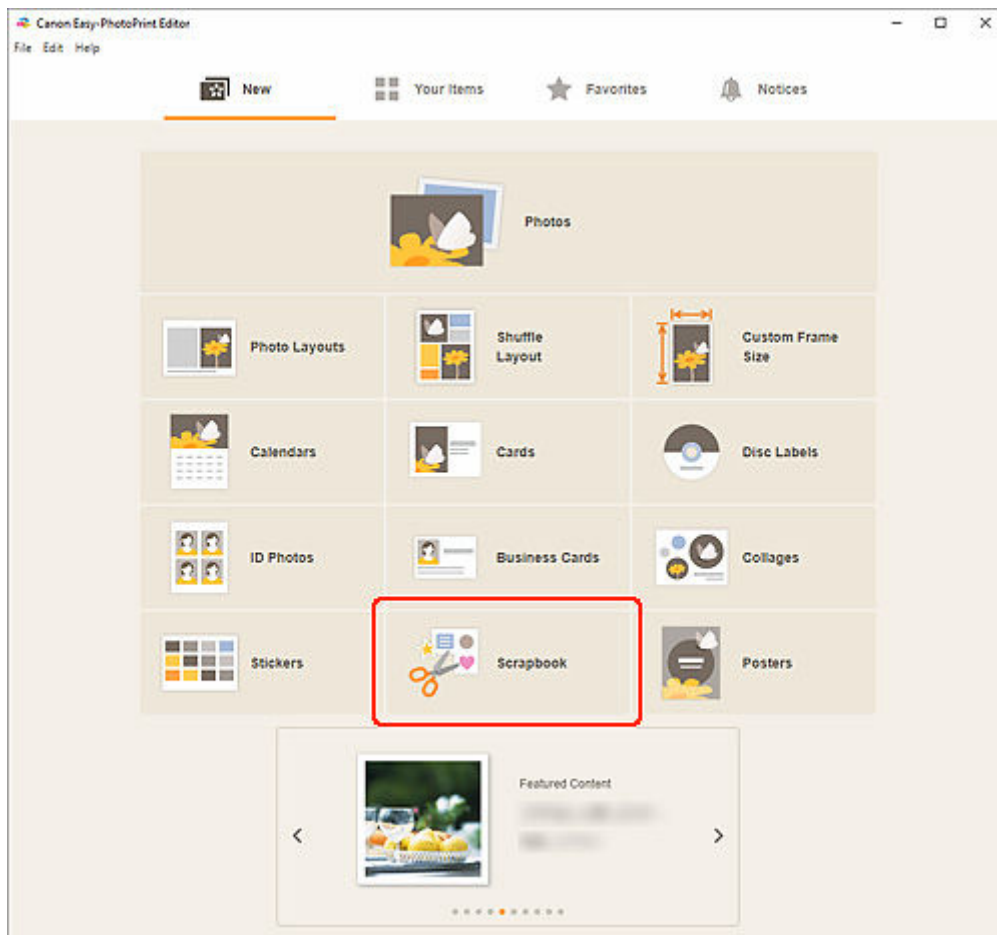 Canon Easy-PhotoPrint Editor
File Edit Help
New
Your Items
Favorites
Notices
Photos
Photo Layouts
Shuffle
Layout
Custom Frame
Size
Calendars
Cards
Disc Labels
ID Photos
Business Cards
Collages
Stickers
Scrapbook
Posters
Featured Content